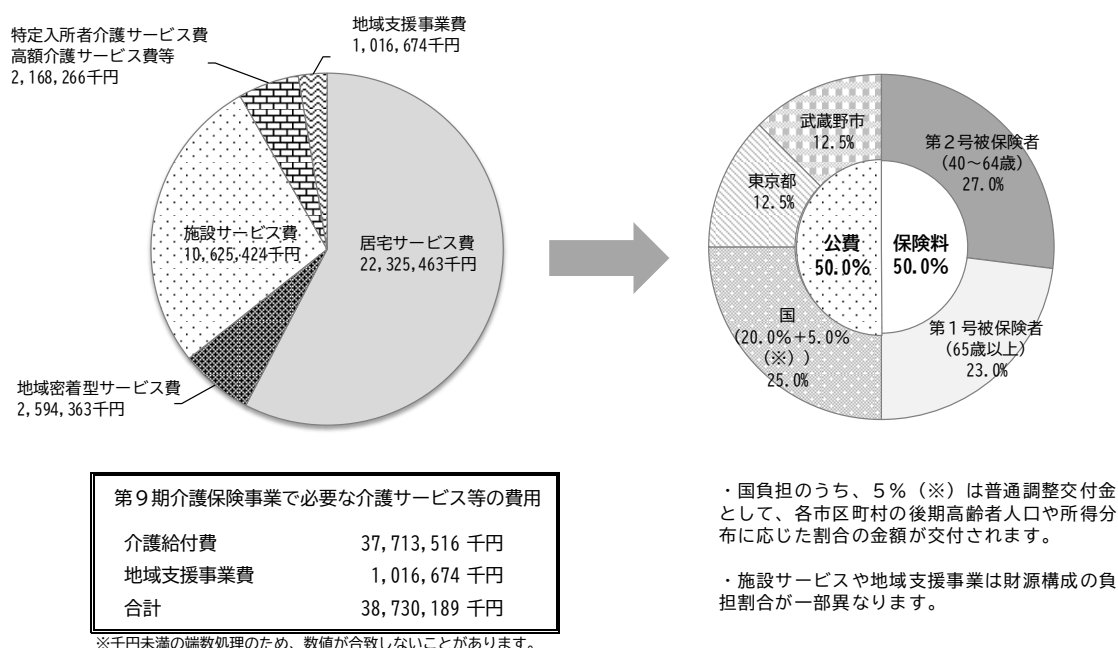 特定入所者介護サービス費
高額介護サービス費等
2,168,266千円
地域支援事業費
1,016,674千円
施設サービス費
10,625,424千円
居宅サービス費
22,325,463千円
地域密着型サービス費
2,594,363千円
武蔵野市
12.5%
第２号被保険者
(40～64歳)
27.0%
東京都
12.5%
公費
50.0%
保険料
50.0%
国
(20.0%＋5.0%
(※))
25.0%
第１号被保険者
(65歳以上)
23.0%
第９期介護保険事業で必要な介護サービス等の費用
介護給付費 37,713,516 千円
地域支援事業費 1,016,674 千円
合計 38,730,189 千円
※千円未満の端数処理のため、数値が合致しないことがあります。
・国負担のうち、５％（※）は普通調整交付金
として、各市区町村の後期高齢者人口や所得分
布に応じた割合の金額が交付されます。
・施設サービスや地域支援事業は財源構成の負
担割合が一部異なります。